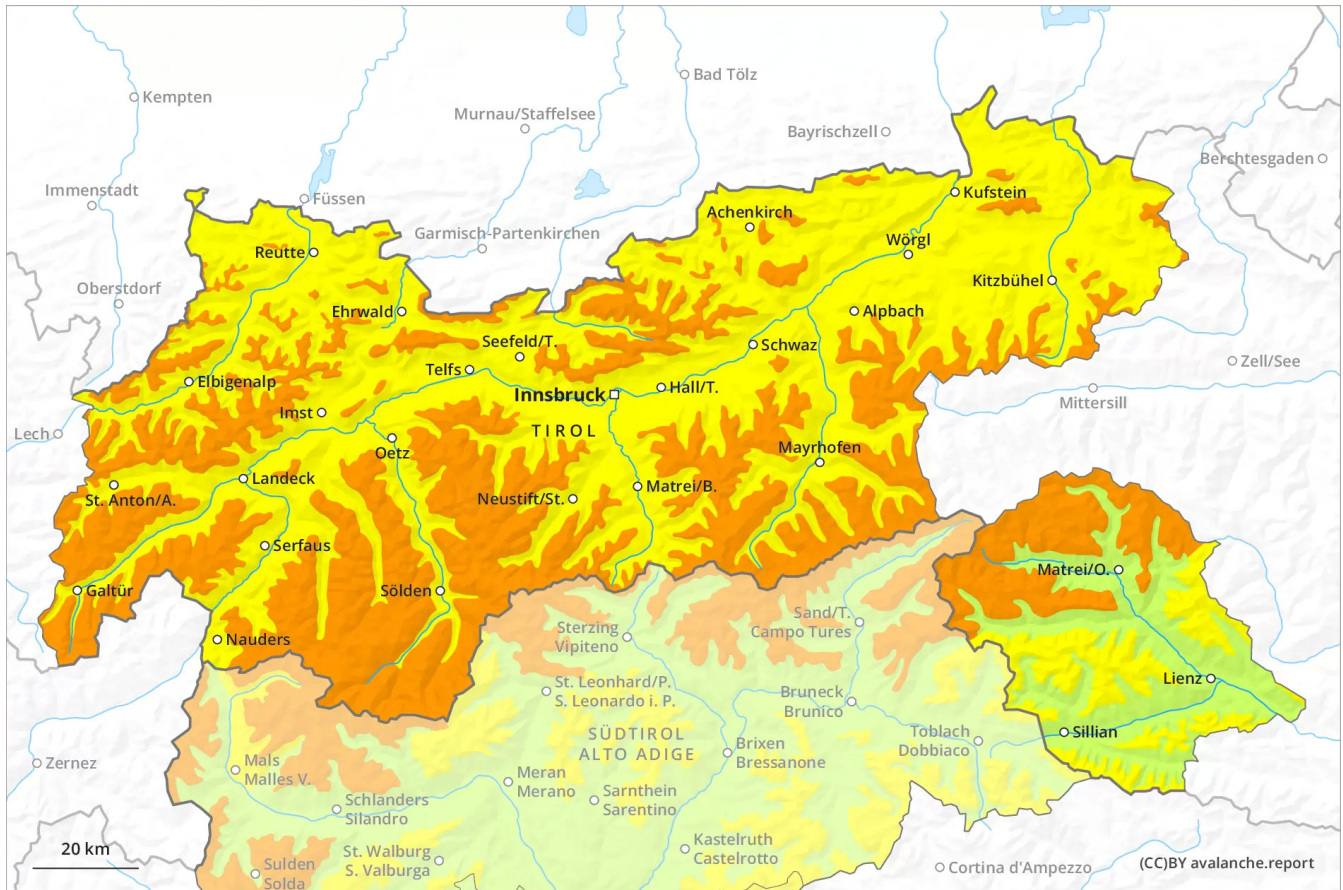 Bad Tölz
Kempten
Murnau/Staffelsee
Bayrischzell
Berchtesgaden
Immenstadt
Füssen
Kufstein
Achenkirch
Garmisch-Partenkirchen
Wörgl
Reutte
Kitzbühel
Oberstdorf
Ehrwald
Alpbach
Seefeld/T.
Schwaz
Zell/See
Telfs
Elbigenalp
Innsbruck
Hall/T.
Mittersill
Imst
TIROL
Lech
Oetz
Mayrhofen
Landeck
St. Anton/A.
Neustift/St.
Matrei/B.
Serfaus
Matrei/O.
Galtür
Sölden
Sand/T.
Campo Tures
Nauders
Sterzing
Vipiteno
Lienz
St. Leonhard/P.
S. Leonardo i. P.
Bruneck
Brunico
SÜDTIROL
ALTO ADIGE
Toblach
Dobbiaco
Sillian
Brixen
Bressanone
Zernez
Mals
Malles V.
Meran
Merano
Sarnthein
Sarentino
Schlanders
Silandro
Kastelruth
Castelrotto
20 km
St. Walburg
S. Valburga
Sulden
Solda
Cortina d'Ampezzo
(CC)BY avalanche.report